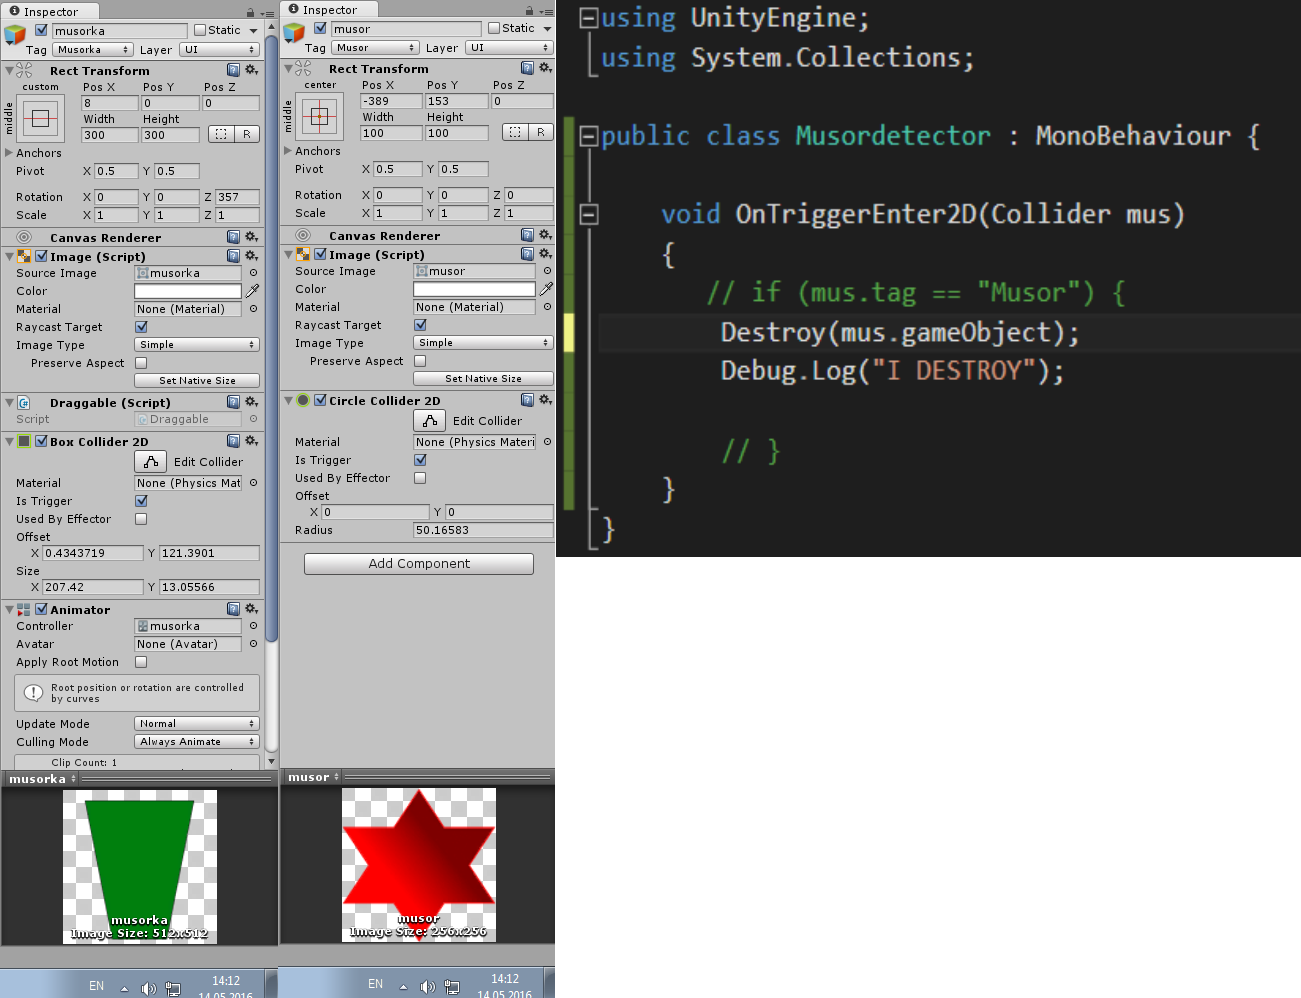 Inspector
musorka
Static
Tag Musorka Layer UI
Rect Transform
custom
Pos X Pos Y Pos Z
8 0 0
middle
Width Height
300 300
R
Anchors
Pivot X 0.5 Y 0.5
Rotation X 0 Y 0 Z 357
Scale X 1 Y 1 Z 1
Canvas Renderer
Image (Script)
Source Image musorka
Color
Material None (Material)
Raycast Target
Image Type Simple
Preserve Aspect
Set Native Size
Draggable (Script)
Script Draggable
Box Collider 2D
Edit Collider
Material None (Physics Mat
Is Trigger
Used By Effector
Offset
X 0.4343719 Y 121.3901
Size
X 207.42 Y 13.05566
Animator
Controller musorka
Avatar None (Avatar)
Apply Root Motion
Root position or rotation are controlled
by curves
Update Mode Normal
Culling Mode Always Animate
Clip Count: 1
musorka
musorka
Image Size: 512x512
EN 14:12
14.05.2016
Inspector
musor
Static
Tag Musor Layer UI
Rect Transform
center
Pos X Pos Y Pos Z
-389 153 0
middle
Width Height
100 100
R
Anchors
Pivot X 0.5 Y 0.5
Rotation X 0 Y 0 Z 0
Scale X 1 Y 1 Z 1
Canvas Renderer
Image (Script)
Source Image musor
Color
Material None (Material)
Raycast Target
Image Type Simple
Preserve Aspect
Set Native Size
Circle Collider 2D
Edit Collider
Material None (Physics Materi
Is Trigger
Used By Effector
Offset
X 0 Y 0
Radius 50.16583
Add Component
musor
musor
Image Size: 256x256
EN 14:12
14.05.2016
using UnityEngine;
using System.Collections;
public class Musordetector : MonoBehaviour {
void OnTriggerEnter2D(Collider mus)
{
// if (mus.tag == "Musor") {
Destroy(mus.gameObject);
Debug.Log("I DESTROY");
// }
}
}